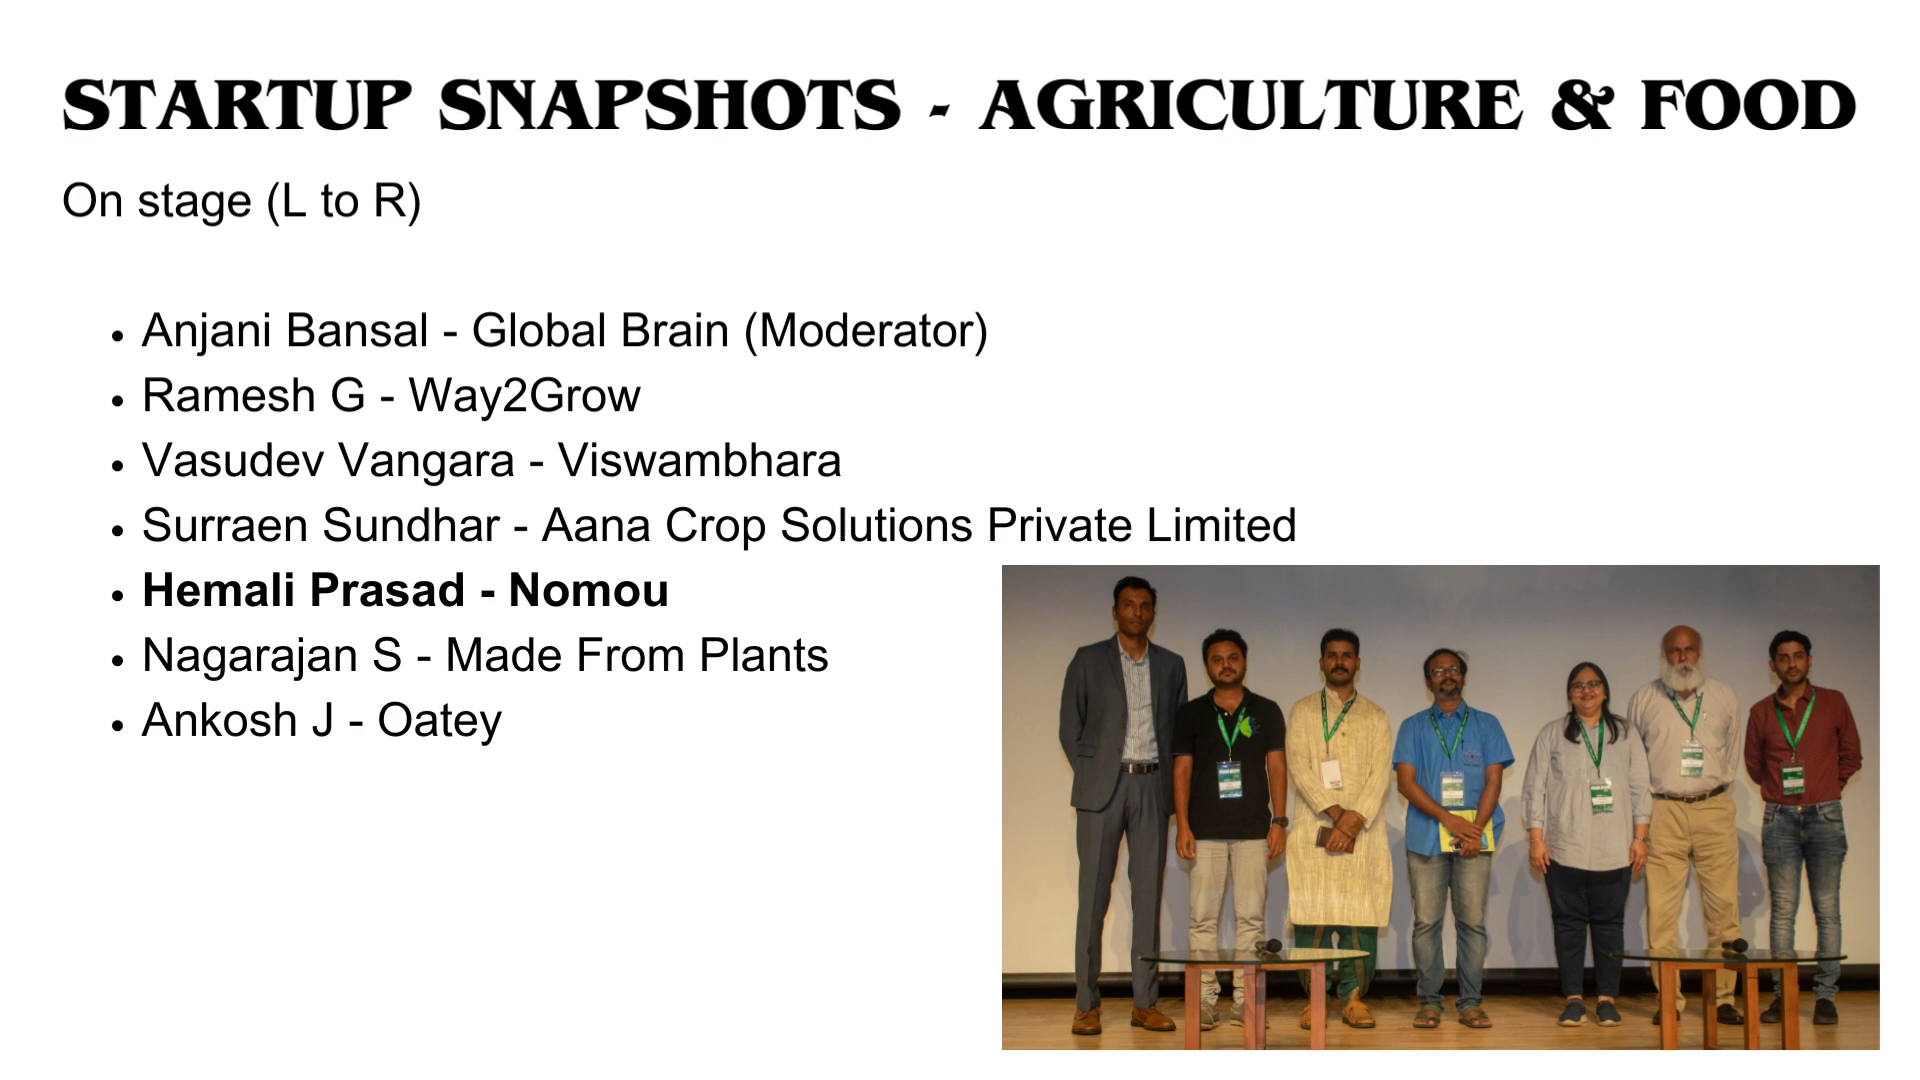 STARTUP SNAPSHOTS - AGRICULTURE & FOOD
On stage (L to R)
• Anjani Bansal - Global Brain (Moderator)
• Ramesh G - Way2Grow
• Vasudev Vangara - Viswambhara
• Surraen Sundhar - Aana Crop Solutions Private Limited
• Hemali Prasad - Nomou
• Nagarajan S - Made From Plants
• Ankosh J - Oatey